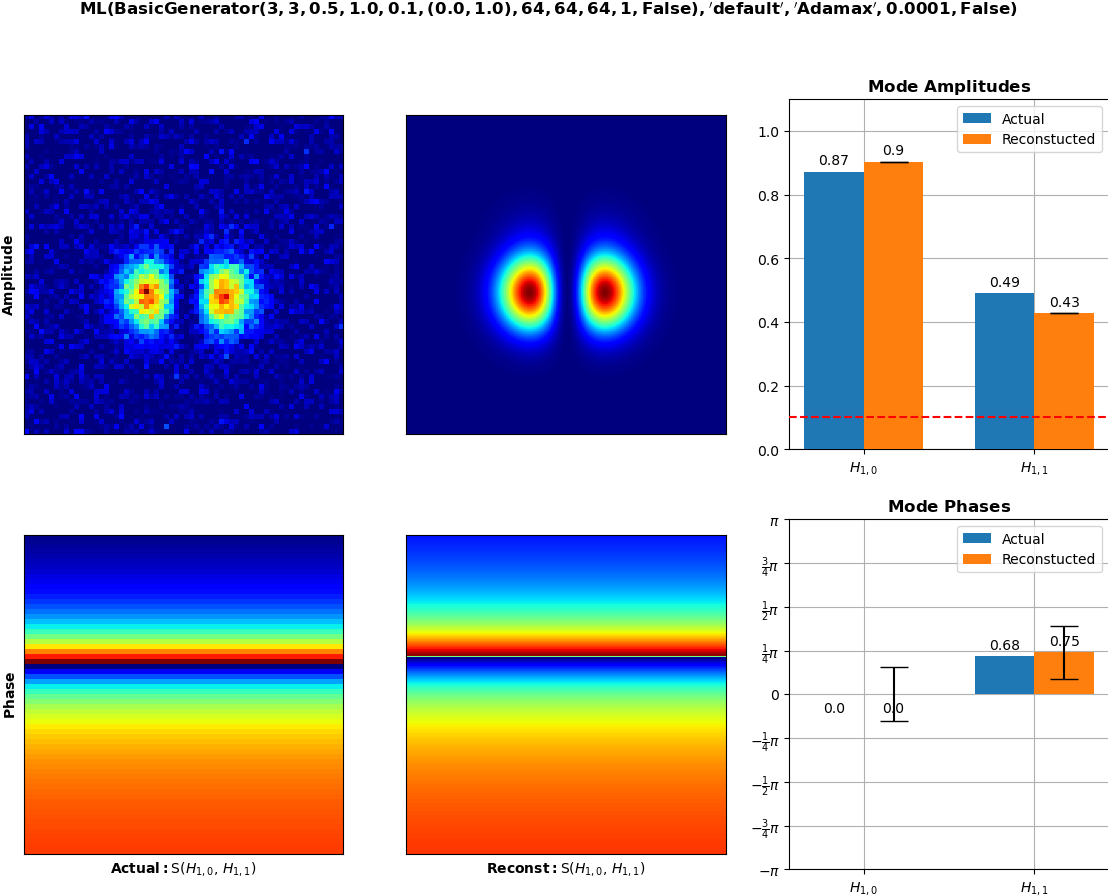 ML(BasicGenerator(3, 3, 0.5, 1.0, 0.1, (0.0, 1.0), 64, 64, 64, 1, False), ′default′, ′Adamax′, 0.0001, False)
Amplitude
Mode Amplitudes
Actual
Reconstucted
1.0
0.8
0.6
0.4
0.2
0.0
0.87
0.9
0.49
0.43
H1, 0
H1, 1
Phase
Actual: S(H1, 0, H1, 1)
Reconst: S(H1, 0, H1, 1)
Mode Phases
Actual
Reconstucted
π
3/4π
1/2π
1/4π
0
−1/4π
−1/2π
−3/4π
−π
0.0
0.0
0.68
0.75
H1, 0
H1, 1